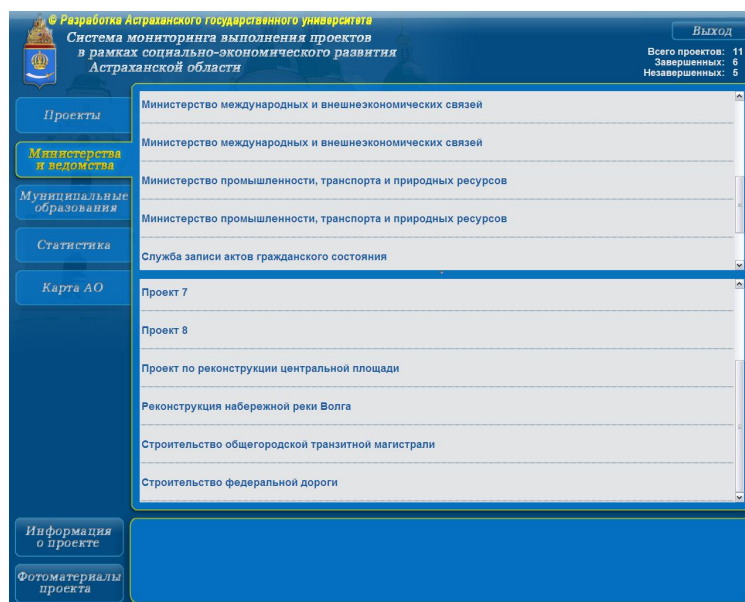 © Разработка Астраханского государственного университета
Система мониторинга выполнения проектов
в рамках социально-экономического развития
Астраханской области
Выход
Всего проектов: 11
Завершенных: 6
Незавершенных: 5
Проекты
Министерства
и ведомства
Муниципальные
образования
Статистика
Карта АО
Министерство международных и внешнеэкономических связей
Министерство международных и внешнеэкономических связей
Министерство промышленности, транспорта и природных ресурсов
Министерство промышленности, транспорта и природных ресурсов
Служба записи актов гражданского состояния
Проект 7
Проект 8
Проект по реконструкции центральной площади
Реконструкция набережной реки Волга
Строительство общегородской транзитной магистрали
Строительство федеральной дороги
Информация
о проекте
Фотоматериалы
проекта